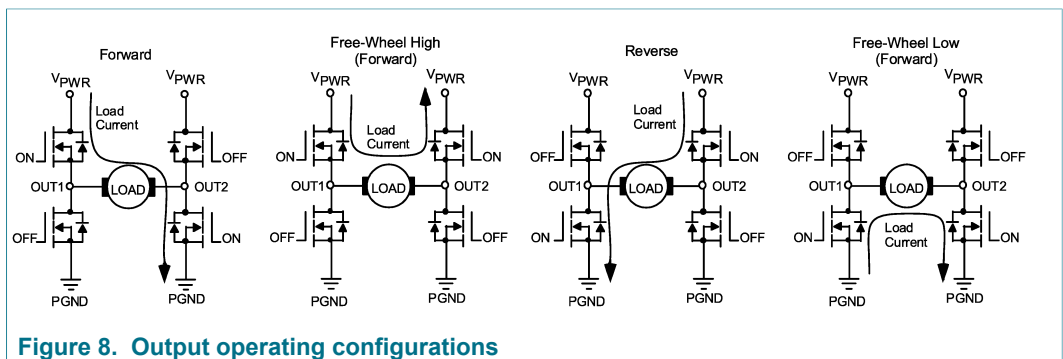 Forward
VPWR
VPWR
Load
Current
ON
OFF
OUT1
LOAD
OUT2
OFF
ON
PGND
PGND
Free-Wheel High
(Forward)
VPWR
VPWR
Load
Current
ON
ON
OUT1
LOAD
OUT2
OFF
OFF
PGND
PGND
Reverse
VPWR
VPWR
Load
Current
OFF
ON
OUT1
LOAD
OUT2
ON
OFF
PGND
PGND
Free-Wheel Low
(Forward)
VPWR
VPWR
OFF
OFF
OUT1
LOAD
OUT2
ON
Load
Current
ON
PGND
PGND
Figure 8. Output operating configurations